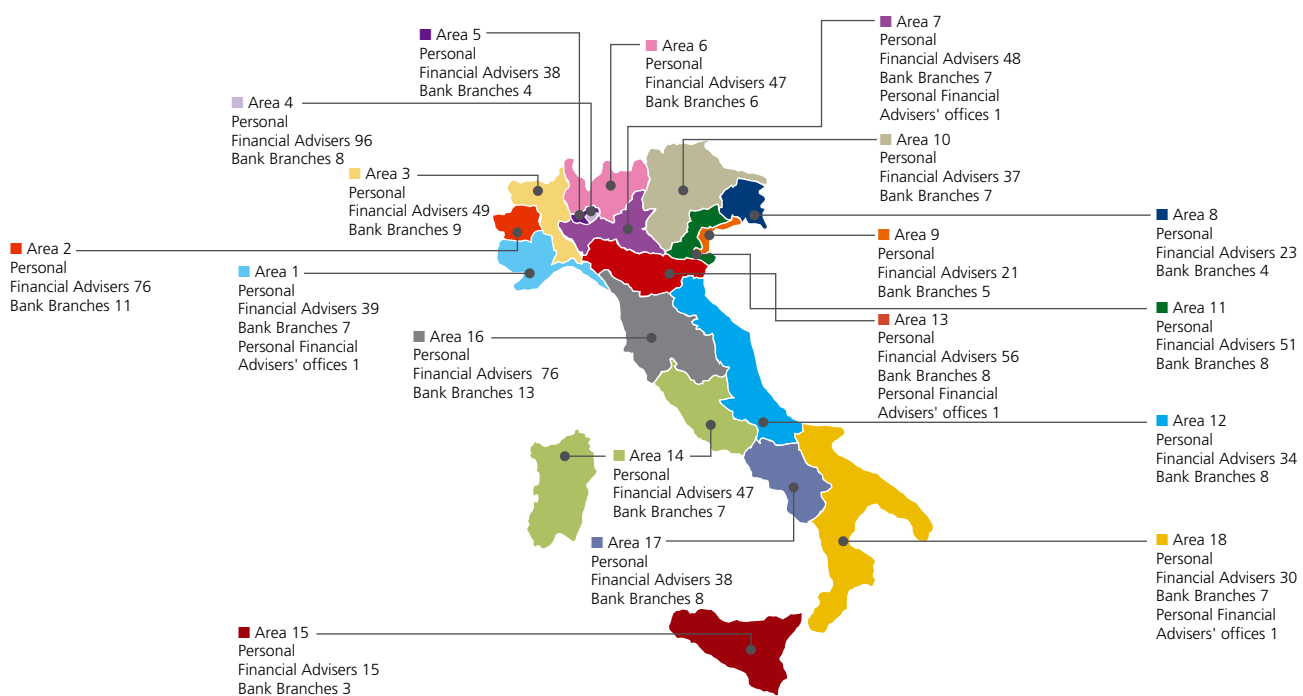 Area 7
Personal
Financial Advisers 48
Bank Branches 7
Personal Financial
Advisers' offices 1
Area 5
Personal
Financial Advisers 38
Bank Branches 4
Area 6
Personal
Financial Advisers 47
Bank Branches 6
Area 4
Personal
Financial Advisers 96
Bank Branches 8
Area 10
Personal
Financial Advisers 37
Bank Branches 7
Area 3
Personal
Financial Advisers 49
Bank Branches 9
Area 8
Personal
Financial Advisers 23
Bank Branches 4
Area 9
Personal
Financial Advisers 21
Bank Branches 5
Area 2
Personal
Financial Advisers 76
Bank Branches 11
Area 1
Personal
Financial Advisers 39
Bank Branches 7
Personal Financial
Advisers' offices 1
Area 11
Personal
Financial Advisers 51
Bank Branches 8
Area 13
Personal
Financial Advisers 56
Bank Branches 8
Personal Financial
Advisers' offices 1
Area 16
Personal
Financial Advisers 76
Bank Branches 13
Area 12
Personal
Financial Advisers 34
Bank Branches 8
Area 14
Personal
Financial Advisers 47
Bank Branches 7
Area 17
Personal
Financial Advisers 38
Bank Branches 8
Area 18
Personal
Financial Advisers 30
Bank Branches 7
Personal Financial
Advisers' offices 1
Area 15
Personal
Financial Advisers 15
Bank Branches 3